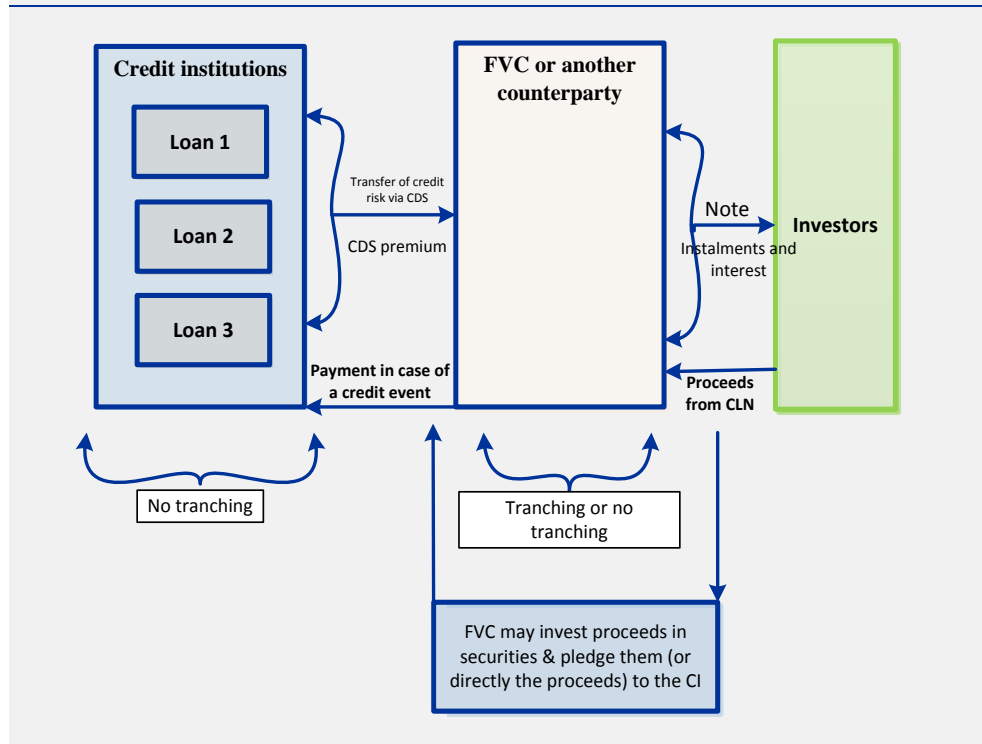 Credit institutions
Loan 1
Loan 2
Loan 3
Transfer of credit
risk via CDS
CDS premium
Payment in case of
a credit event
FVC or another
counterparty
Note
Instalments and
interest
Proceeds
from CLN
Investors
No tranching
Tranching or no
tranching
FVC may invest proceeds in
securities & pledge them (or
directly the proceeds) to the CI